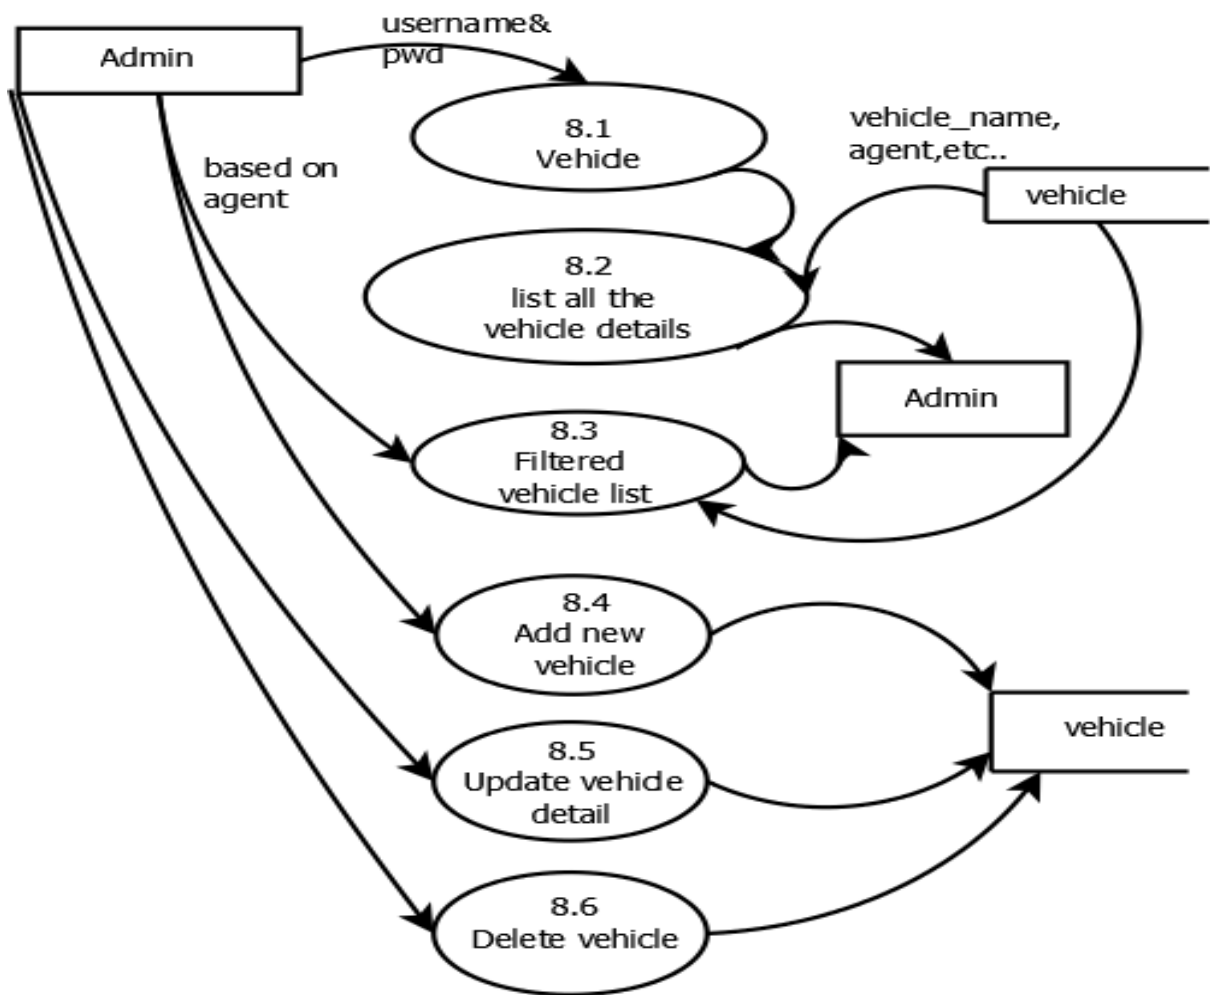 username&
pwd
Admin
8.1
Vehicle
vehicle_name,
agent,etc..
based on
agent
vehicle
8.2
list all the
vehicle details
Admin
8.3
Filtered
vehicle list
8.4
Add new
vehicle
vehicle
8.5
Update vehicle
detail
8.6
Delete vehicle